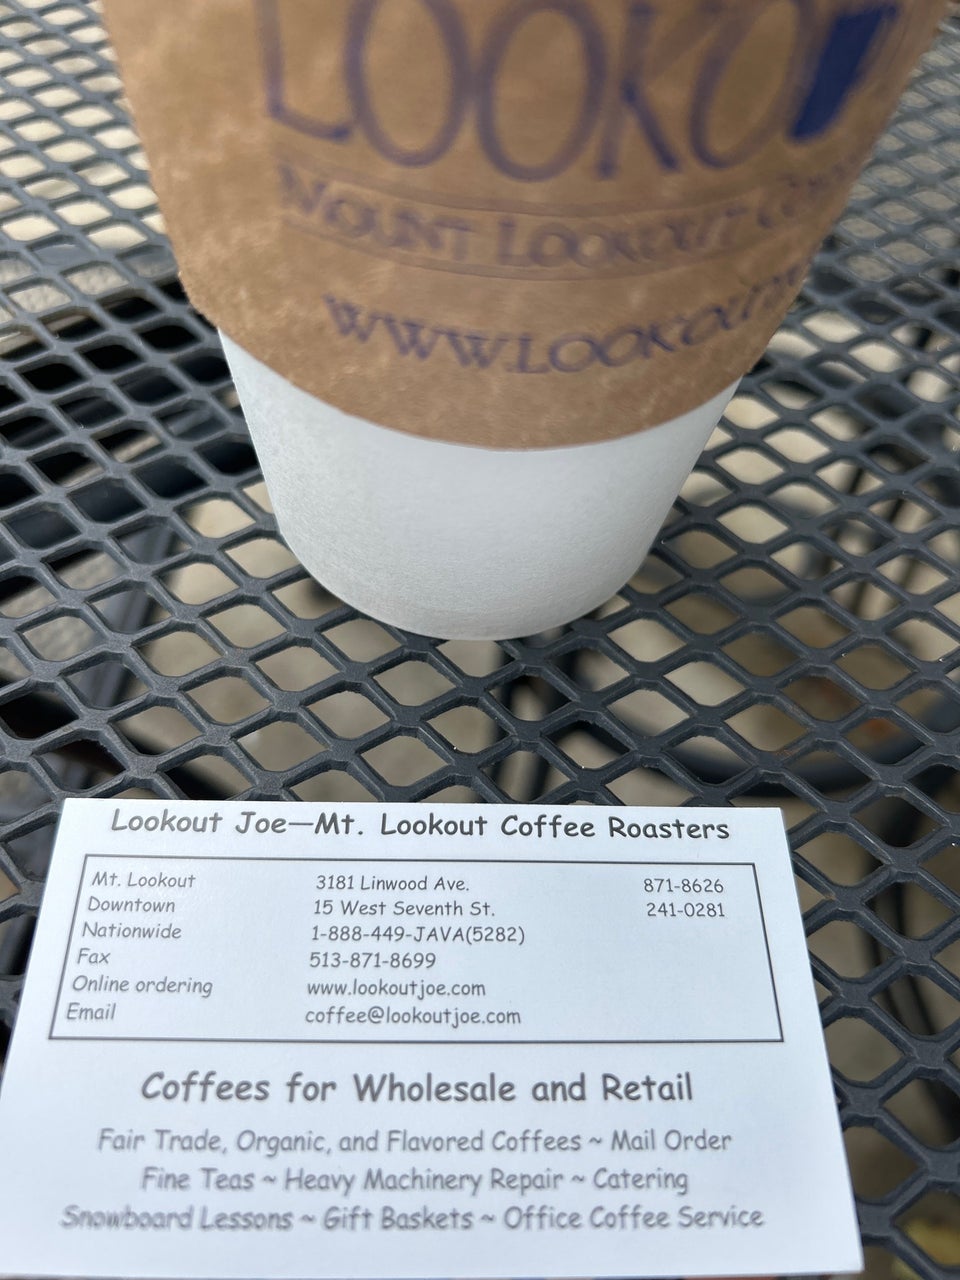 LOOKO
MOUNT LOOKOUT
WWW.LOOKOUT
Lookout Joe—Mt. Lookout Coffee Roasters
Mt. Lookout 3181 Linwood Ave. 871-8626
Downtown 15 West Seventh St. 241-0281
Nationwide 1-888-449-JAVA(5282)
Fax 513-871-8699
Online ordering www.lookoutjoe.com
Email coffee@lookoutjoe.com
Coffees for Wholesale and Retail
Fair Trade, Organic, and Flavored Coffees ~ Mail Order
Fine Teas ~ Heavy Machinery Repair ~ Catering
Snowboard Lessons ~ Gift Baskets ~ Office Coffee Service